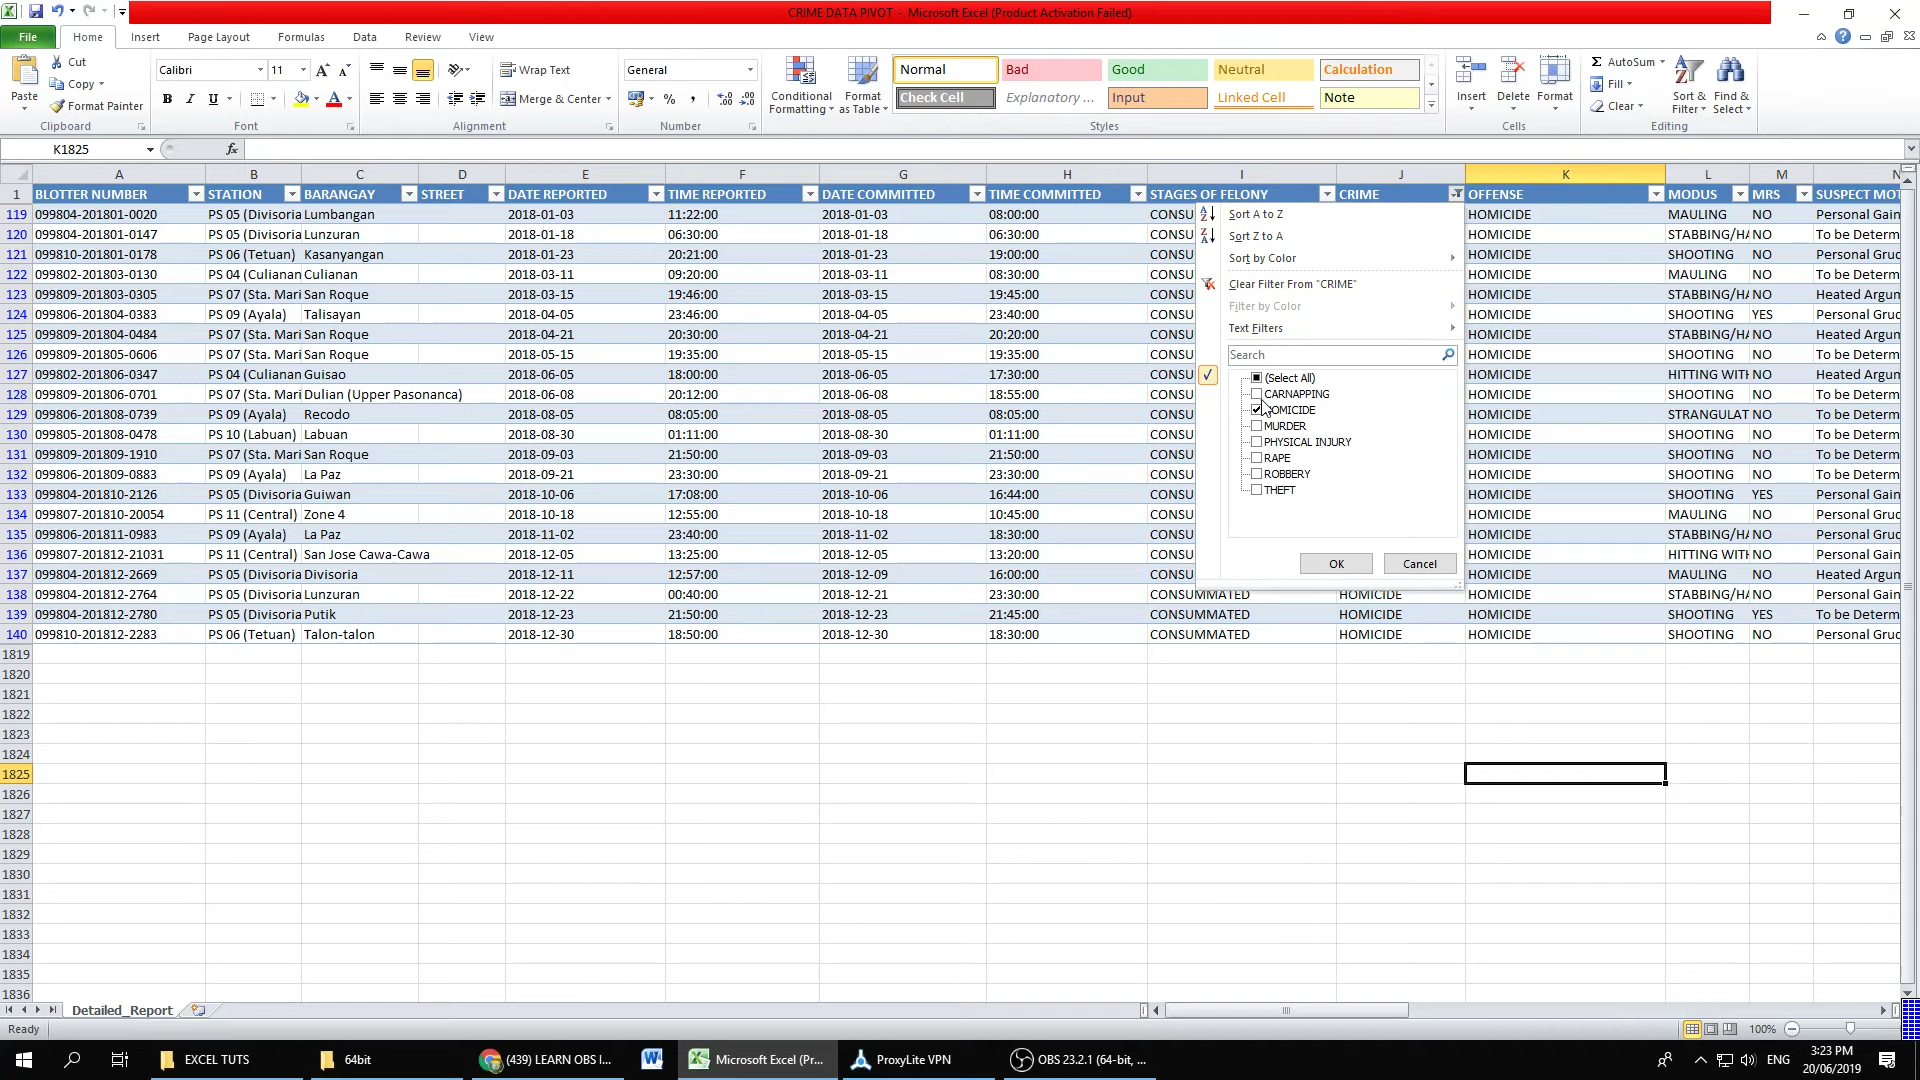 CRIME DATA PIVOT - Microsoft Excel (Product Activation Failed)
File Home Insert Page Layout Formulas Data Review View
Paste Cut Copy Format Painter
Calibri 11 Wrap Text Merge & Center General
Conditional Formatting Format as Table
Normal Bad Good Neutral Calculation
Check Cell Explanatory ... Input Linked Cell Note
Insert Delete Format AutoSum Fill Clear Sort & Filter Find & Select
Clipboard Font Alignment Number Styles Cells Editing
K1825 fx
A B C D E F G H I J K L M N
1 BLOTTER NUMBER STATION BARANGAY STREET DATE REPORTED TIME REPORTED DATE COMMITTED TIME COMMITTED STAGES OF FELONY CRIME OFFENSE MODUS MRS SUSPECT MOT
119 099804-201801-0020 PS 05 (Divisoria Lumbangan 2018-01-03 11:22:00 2018-01-03 08:00:00 CONSU HOMICIDE MAULING NO Personal Gain
120 099804-201801-0147 PS 05 (Divisoria Lunzuran 2018-01-18 06:30:00 2018-01-18 06:30:00 CONSU HOMICIDE STABBING/HA NO To be Determ
121 099810-201801-0178 PS 06 (Tetuan) Kasanyangan 2018-01-23 20:21:00 2018-01-23 19:00:00 CONSU HOMICIDE SHOOTING NO Personal Gruc
122 099802-201803-0130 PS 04 (Culianan Culianan 2018-03-11 09:20:00 2018-03-11 08:30:00 CONSU HOMICIDE MAULING NO To be Determ
123 099809-201803-0305 PS 07 (Sta. Mari San Roque 2018-03-15 19:46:00 2018-03-15 19:45:00 CONSU HOMICIDE STABBING/HA NO Heated Argum
124 099806-201804-0383 PS 09 (Ayala) Talisayan 2018-04-05 23:46:00 2018-04-05 23:40:00 CONSU HOMICIDE SHOOTING YES Personal Gruc
125 099809-201804-0484 PS 07 (Sta. Mari San Roque 2018-04-21 20:30:00 2018-04-21 20:20:00 CONSU HOMICIDE STABBING/HA NO Heated Argum
126 099809-201805-0606 PS 07 (Sta. Mari San Roque 2018-05-15 19:35:00 2018-05-15 19:35:00 CONSU HOMICIDE SHOOTING NO To be Determ
127 099802-201806-0347 PS 04 (Culianan Guisao 2018-06-05 18:00:00 2018-06-05 17:30:00 CONSU HOMICIDE HITTING WITH NO Heated Argum
128 099809-201806-0701 PS 07 (Sta. Mari Dulian (Upper Pasonanca) 2018-06-08 20:12:00 2018-06-08 18:55:00 CONSU HOMICIDE SHOOTING NO To be Determ
129 099806-201808-0739 PS 09 (Ayala) Recodo 2018-08-05 08:05:00 2018-08-05 08:05:00 CONSU HOMICIDE STRANGULAT NO To be Determ
130 099805-201808-0478 PS 10 (Labuan) Labuan 2018-08-30 01:11:00 2018-08-30 01:11:00 CONSU HOMICIDE SHOOTING NO To be Determ
131 099809-201809-1910 PS 07 (Sta. Mari San Roque 2018-09-03 21:50:00 2018-09-03 21:50:00 CONSU HOMICIDE SHOOTING NO To be Determ
132 099806-201809-0883 PS 09 (Ayala) La Paz 2018-09-21 23:30:00 2018-09-21 23:30:00 CONSU HOMICIDE SHOOTING NO To be Determ
133 099804-201810-2126 PS 05 (Divisoria Guiwan 2018-10-06 17:08:00 2018-10-06 16:44:00 CONSU HOMICIDE SHOOTING YES Personal Gain
134 099807-201810-20054 PS 11 (Central) Zone 4 2018-10-18 12:55:00 2018-10-18 10:45:00 CONSU HOMICIDE MAULING NO Personal Gruc
135 099806-201811-0983 PS 09 (Ayala) La Paz 2018-11-02 23:40:00 2018-11-02 18:30:00 CONSU HOMICIDE STABBING/HA NO Personal Gruc
136 099807-201812-21031 PS 11 (Central) San Jose Cawa-Cawa 2018-12-05 13:25:00 2018-12-05 13:20:00 CONSU HOMICIDE HITTING WITH NO Personal Gain
137 099804-201812-2669 PS 05 (Divisoria Divisoria 2018-12-11 12:57:00 2018-12-09 16:00:00 CONSU HOMICIDE MAULING NO Heated Argum
138 099804-201812-2764 PS 05 (Divisoria Lunzuran 2018-12-22 00:40:00 2018-12-21 23:30:00 CONSUMMATED HOMICIDE HOMICIDE STABBING/HA NO Personal Gruc
139 099804-201812-2780 PS 05 (Divisoria Putik 2018-12-23 21:50:00 2018-12-23 21:45:00 CONSUMMATED HOMICIDE HOMICIDE SHOOTING YES To be Determ
140 099810-201812-2283 PS 06 (Tetuan) Talon-talon 2018-12-30 18:50:00 2018-12-30 18:30:00 CONSUMMATED HOMICIDE HOMICIDE SHOOTING NO Personal Gruc
Sort A to Z
Sort Z to A
Sort by Color
Clear Filter From "CRIME"
Filter by Color
Text Filters
Search
(Select All)
CARNAPPING
HOMICIDE
MURDER
PHYSICAL INJURY
RAPE
ROBBERY
THEFT
OK Cancel
1819
1820
1821
1822
1823
1824
1825
1826
1827
1828
1829
1830
1831
1832
1833
1834
1835
1836
Detailed_Report
Ready 100%
EXCEL TUTS 64bit (439) LEARN OBS I... Microsoft Excel (Pr... ProxyLite VPN OBS 23.2.1 (64-bit, ... ENG 3:23 PM
20/06/2019